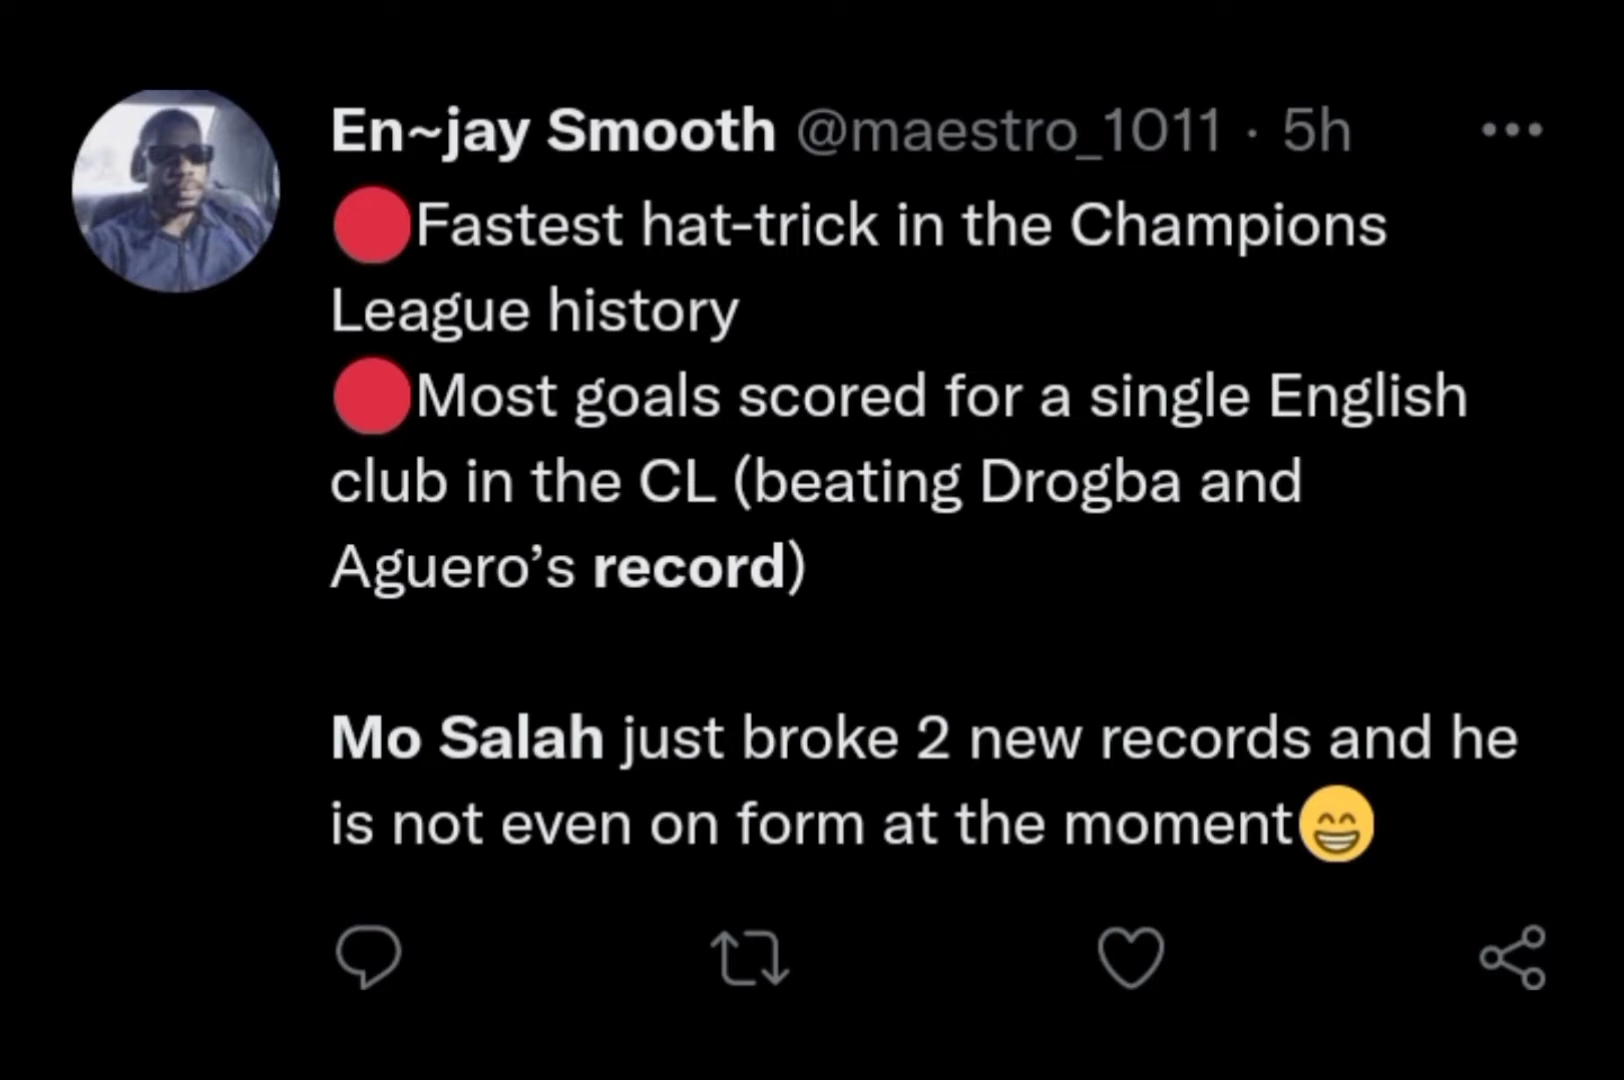 En~jay Smooth @maestro_1011 · 5h
🔴Fastest hat-trick in the Champions
League history
🔴Most goals scored for a single English
club in the CL (beating Drogba and
Aguero’s record)
Mo Salah just broke 2 new records and he
is not even on form at the moment😁